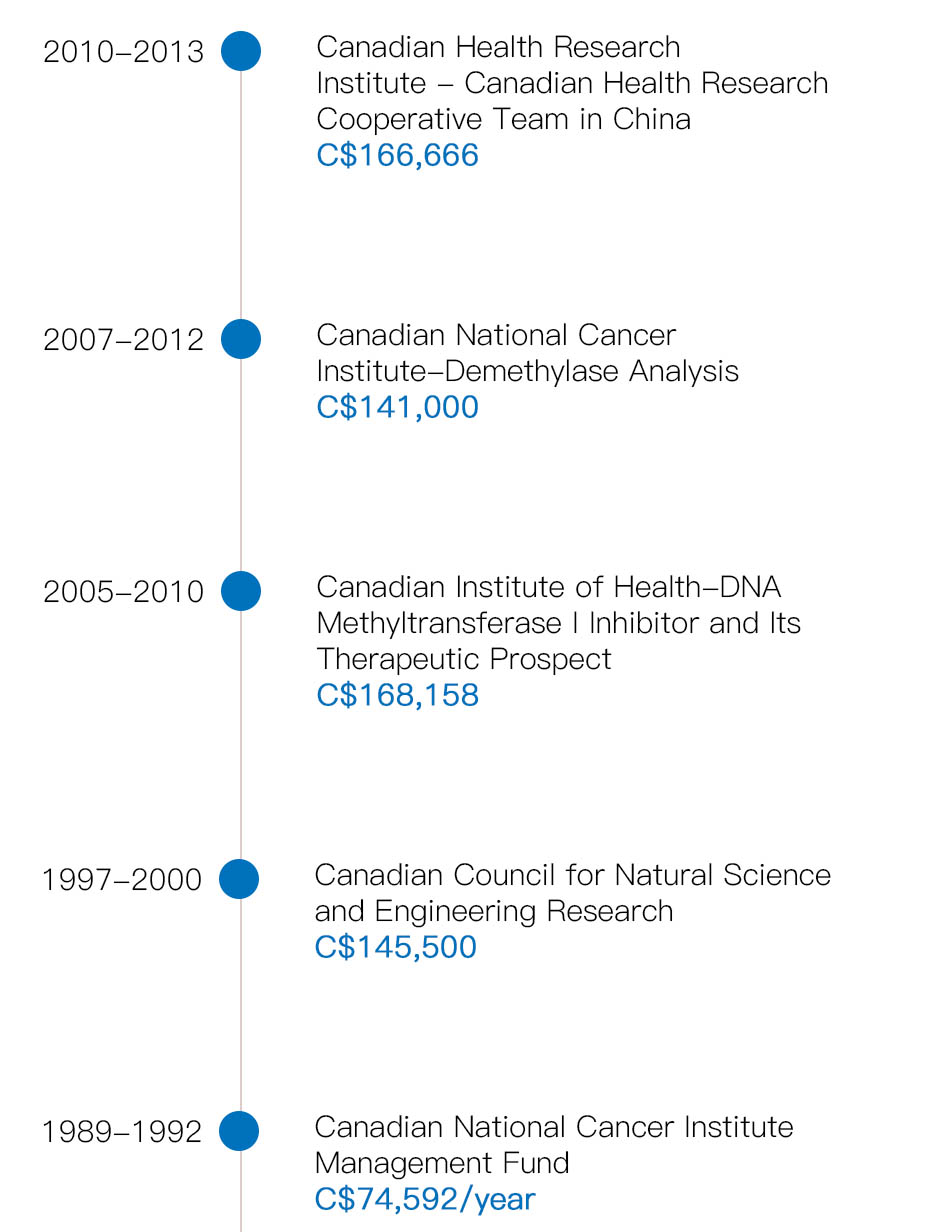 2010–2013
Canadian Health Research
Institute – Canadian Health Research
Cooperative Team in China
C$166,666
2007–2012
Canadian National Cancer
Institute–Demethylase Analysis
C$141,000
2005–2010
Canadian Institute of Health–DNA
Methyltransferase I Inhibitor and Its
Therapeutic Prospect
C$168,158
1997–2000
Canadian Council for Natural Science
and Engineering Research
C$145,500
1989–1992
Canadian National Cancer Institute
Management Fund
C$74,592/year